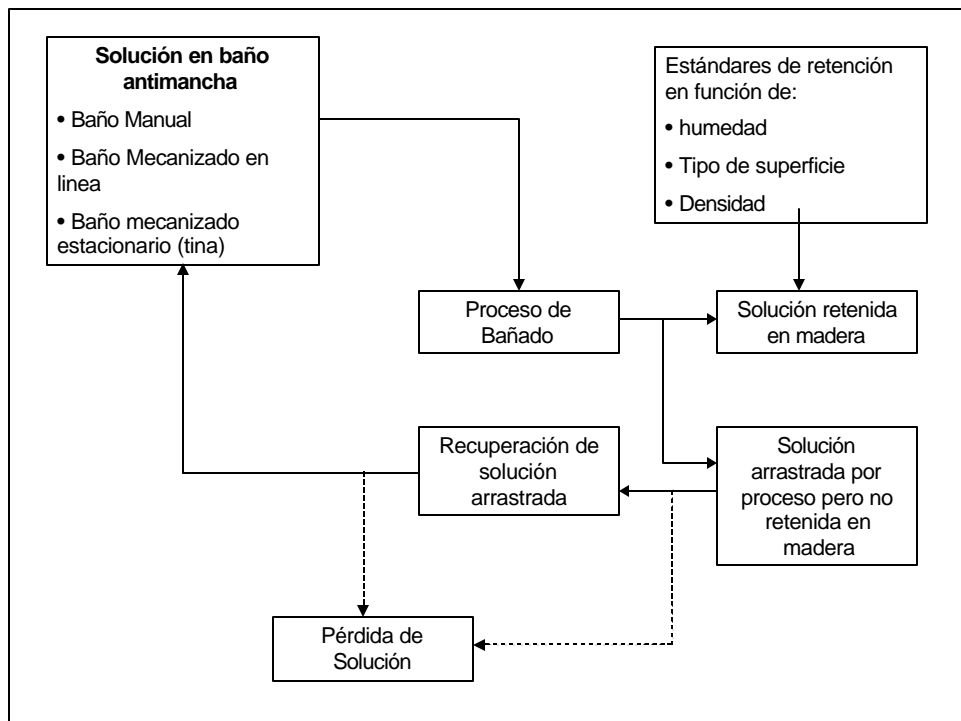 Solución en baño
antimancha
• Baño Manual
• Baño Mecanizado en
linea
• Baño mecanizado
estacionario (tina)
Estándares de retención
en función de:
• humedad
• Tipo de superficie
• Densidad
Proceso de
Bañado
Solución retenida
en madera
Recuperación de
solución
arrastrada
Solución
arrastrada por
proceso pero no
retenida en
madera
Pérdida de
Solución